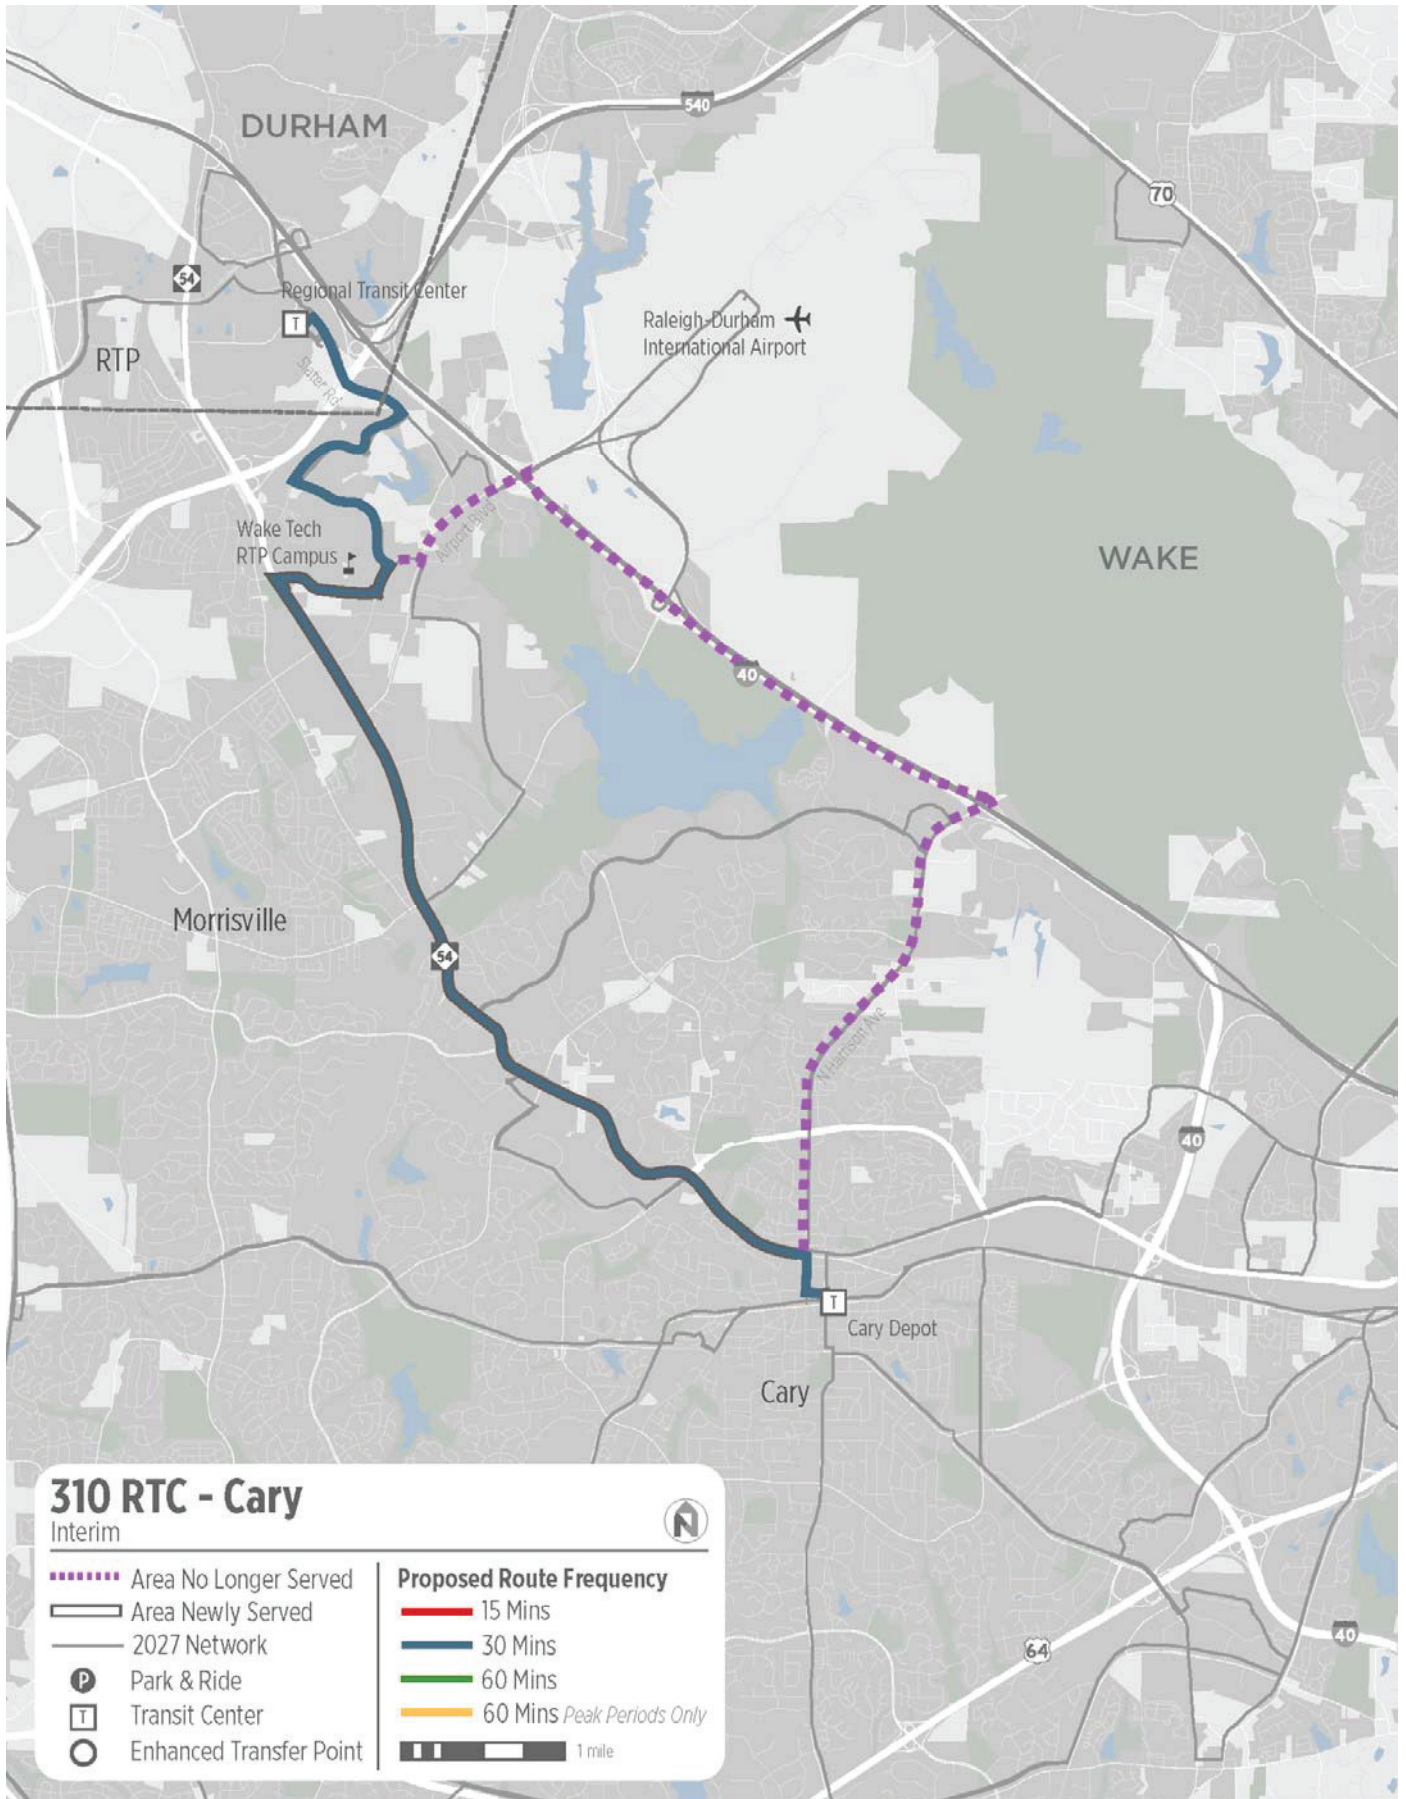 540
DURHAM
70
54
Regional Transit Center
T
Raleigh-Durham
International Airport
RTP
Slater Rd
Airport Blvd
Wake Tech
RTP Campus
WAKE
40
Morrisville
54
N Harrison Ave
40
T
Cary Depot
Cary
310 RTC - Cary
Interim
N
Area No Longer Served
Area Newly Served
2027 Network
P Park & Ride
T Transit Center
Enhanced Transfer Point
Proposed Route Frequency
15 Mins
30 Mins
60 Mins
60 Mins Peak Periods Only
1 mile
64
40